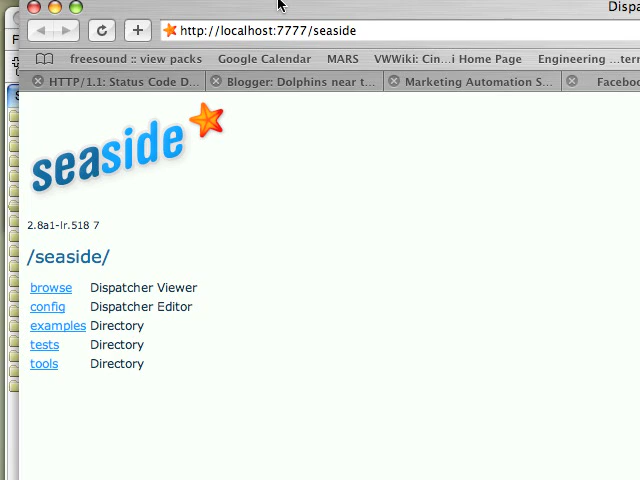 Dispa
http://localhost:7777/seaside
freesound :: view packs Google Calendar MARS VWWiki: Cin...i Home Page Engineering ...terr
HTTP/1.1: Status Code D... Blogger: Dolphins near t... Marketing Automation S... Faceboo
seaside
2.8a1-lr.518 7
/seaside/
browse Dispatcher Viewer
config Dispatcher Editor
examples Directory
tests Directory
tools Directory